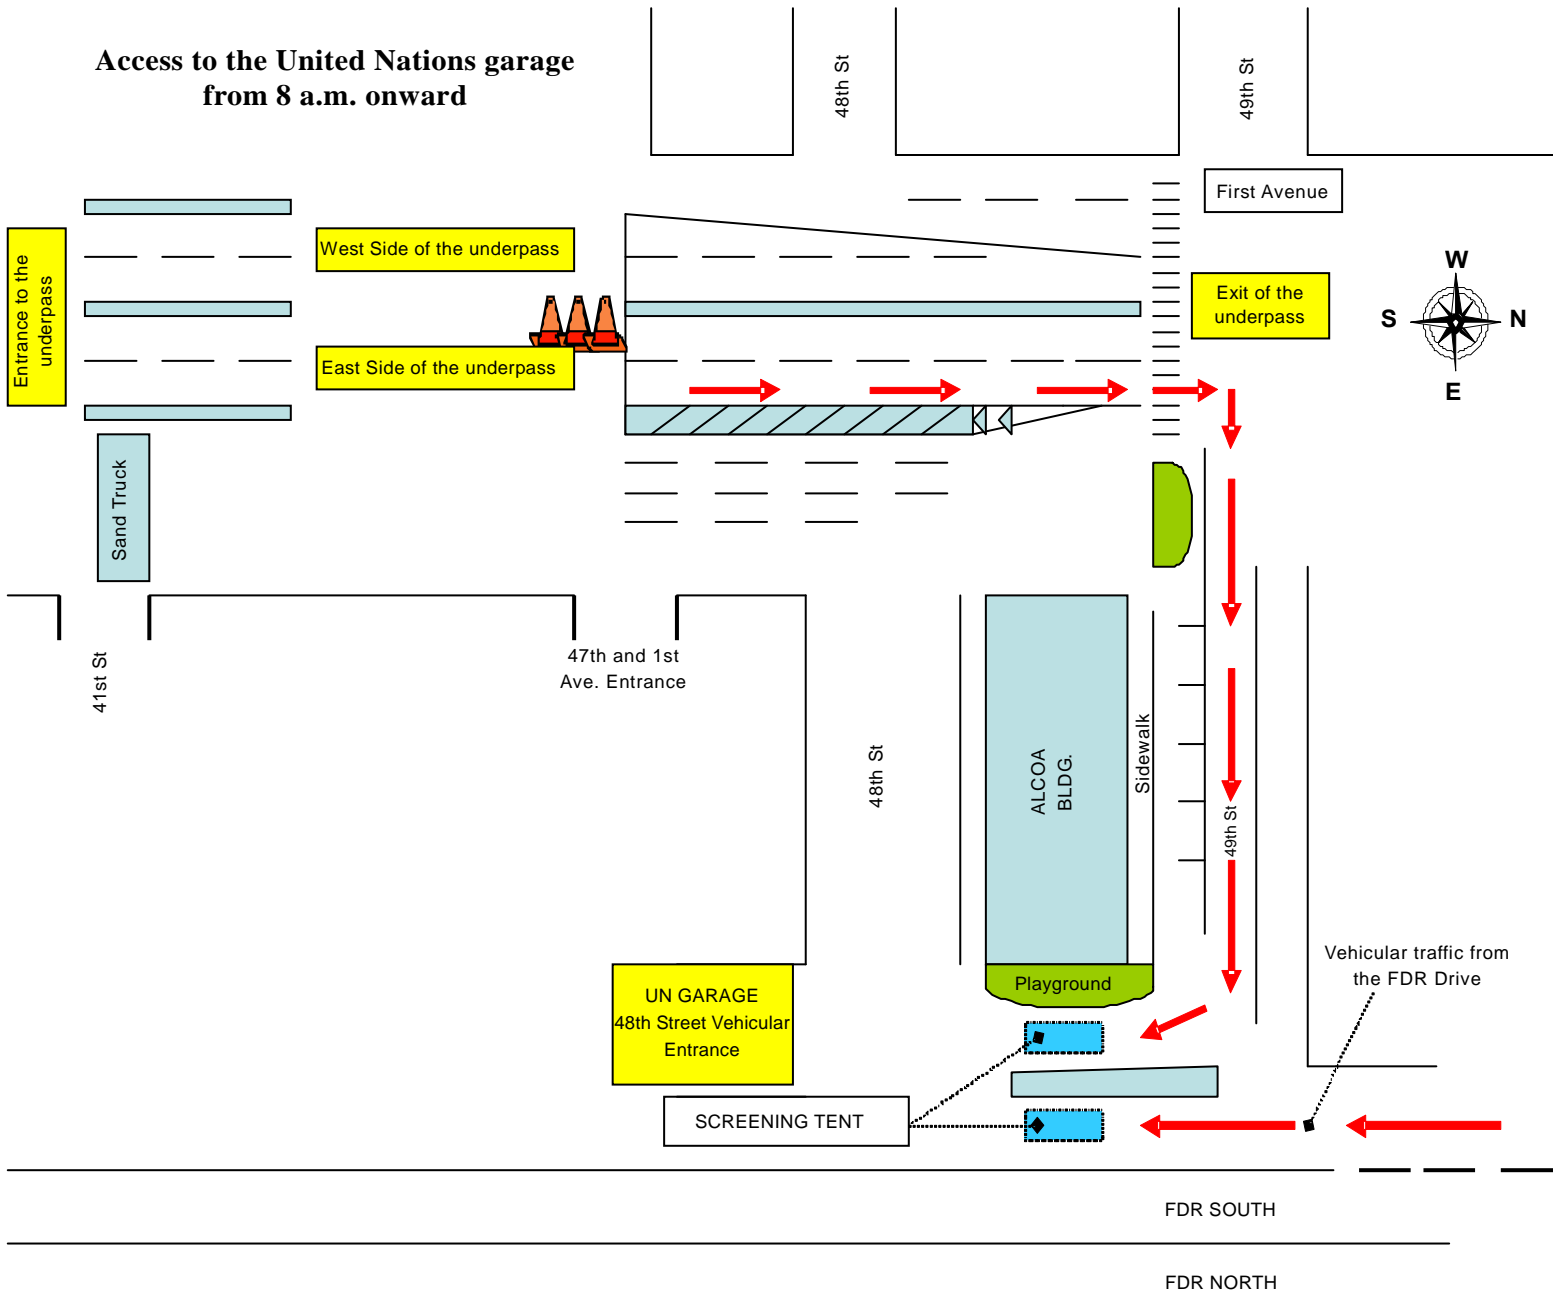 Access to the United Nations garage
from 8 a.m. onward
48th St
49th St
First Avenue
Entrance to the
underpass
West Side of the underpass
East Side of the underpass
Exit of the
underpass
W
S
N
E
Sand Truck
41st St
47th and 1st
Ave. Entrance
48th St
ALCOA
BLDG.
Sidewalk
49th St
Vehicular traffic from
the FDR Drive
Playground
UN GARAGE
48th Street Vehicular
Entrance
SCREENING TENT
FDR SOUTH
FDR NORTH